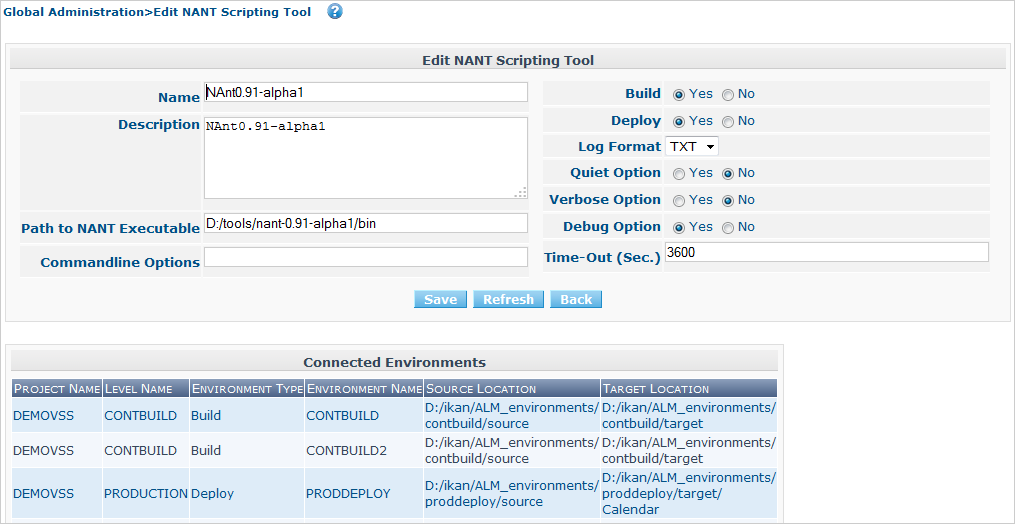 Global Administration>Edit NANT Scripting Tool ?
Edit NANT Scripting Tool
Name NAnt0.91-alpha1
Description NAnt0.91-alpha1
Path to NANT Executable D:/tools/nant-0.91-alpha1/bin
Commandline Options
Build Yes No
Deploy Yes No
Log Format TXT
Quiet Option Yes No
Verbose Option Yes No
Debug Option Yes No
Time-Out (Sec.) 3600
Save Refresh Back
Connected Environments
PROJECT NAME LEVEL NAME ENVIRONMENT TYPE ENVIRONMENT NAME SOURCE LOCATION TARGET LOCATION
DEMOVSS CONTBUILD Build CONTBUILD D:/ikan/ALM_environments/ D:/ikan/ALM_environments/
contbuild/source contbuild/target
DEMOVSS CONTBUILD Build CONTBUILD2 D:/ikan/ALM_environments/ D:/ikan/ALM_environments/
contbuild/source contbuild/target
DEMOVSS PRODUCTION Deploy PRODDEPLOY D:/ikan/ALM_environments/ D:/ikan/ALM_environments/
proddeploy/source proddeploy/target/
Calendar